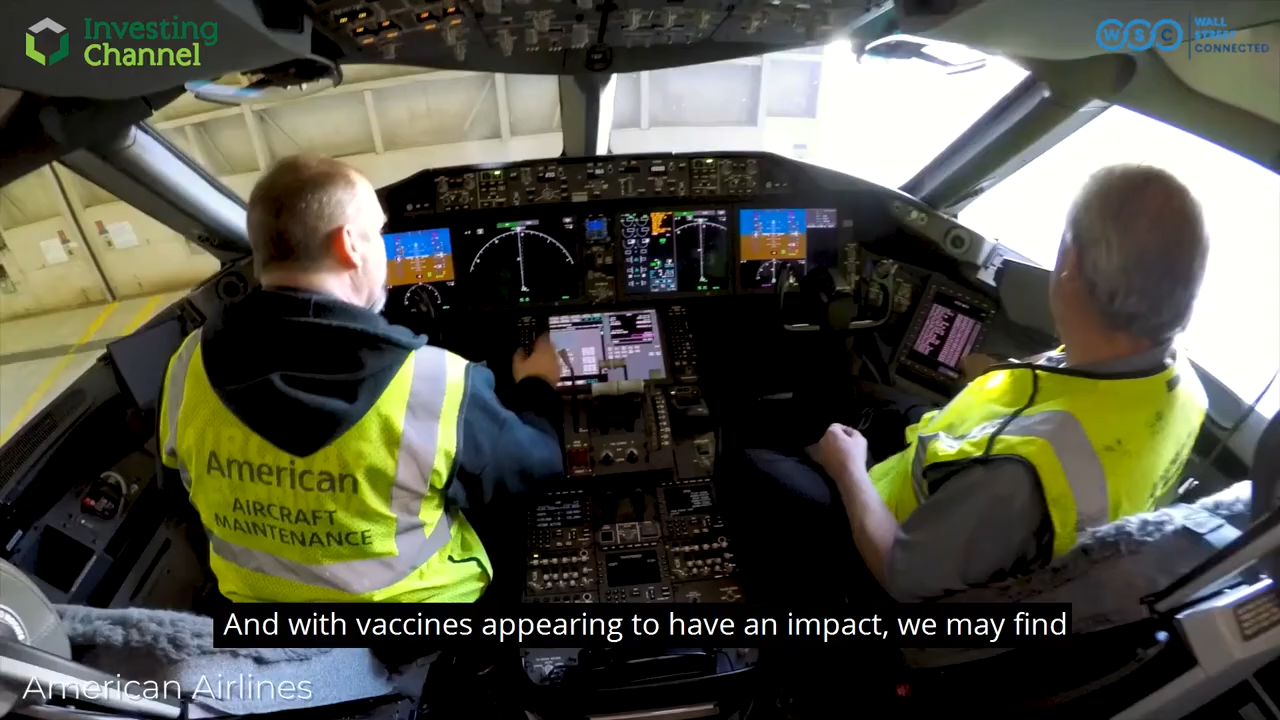 Investing
Channel
WSC
WALL
STREET
CONNECTED
American
AIRCRAFT
MAINTENANCE
And with vaccines appearing to have an impact, we may find
American Airlines